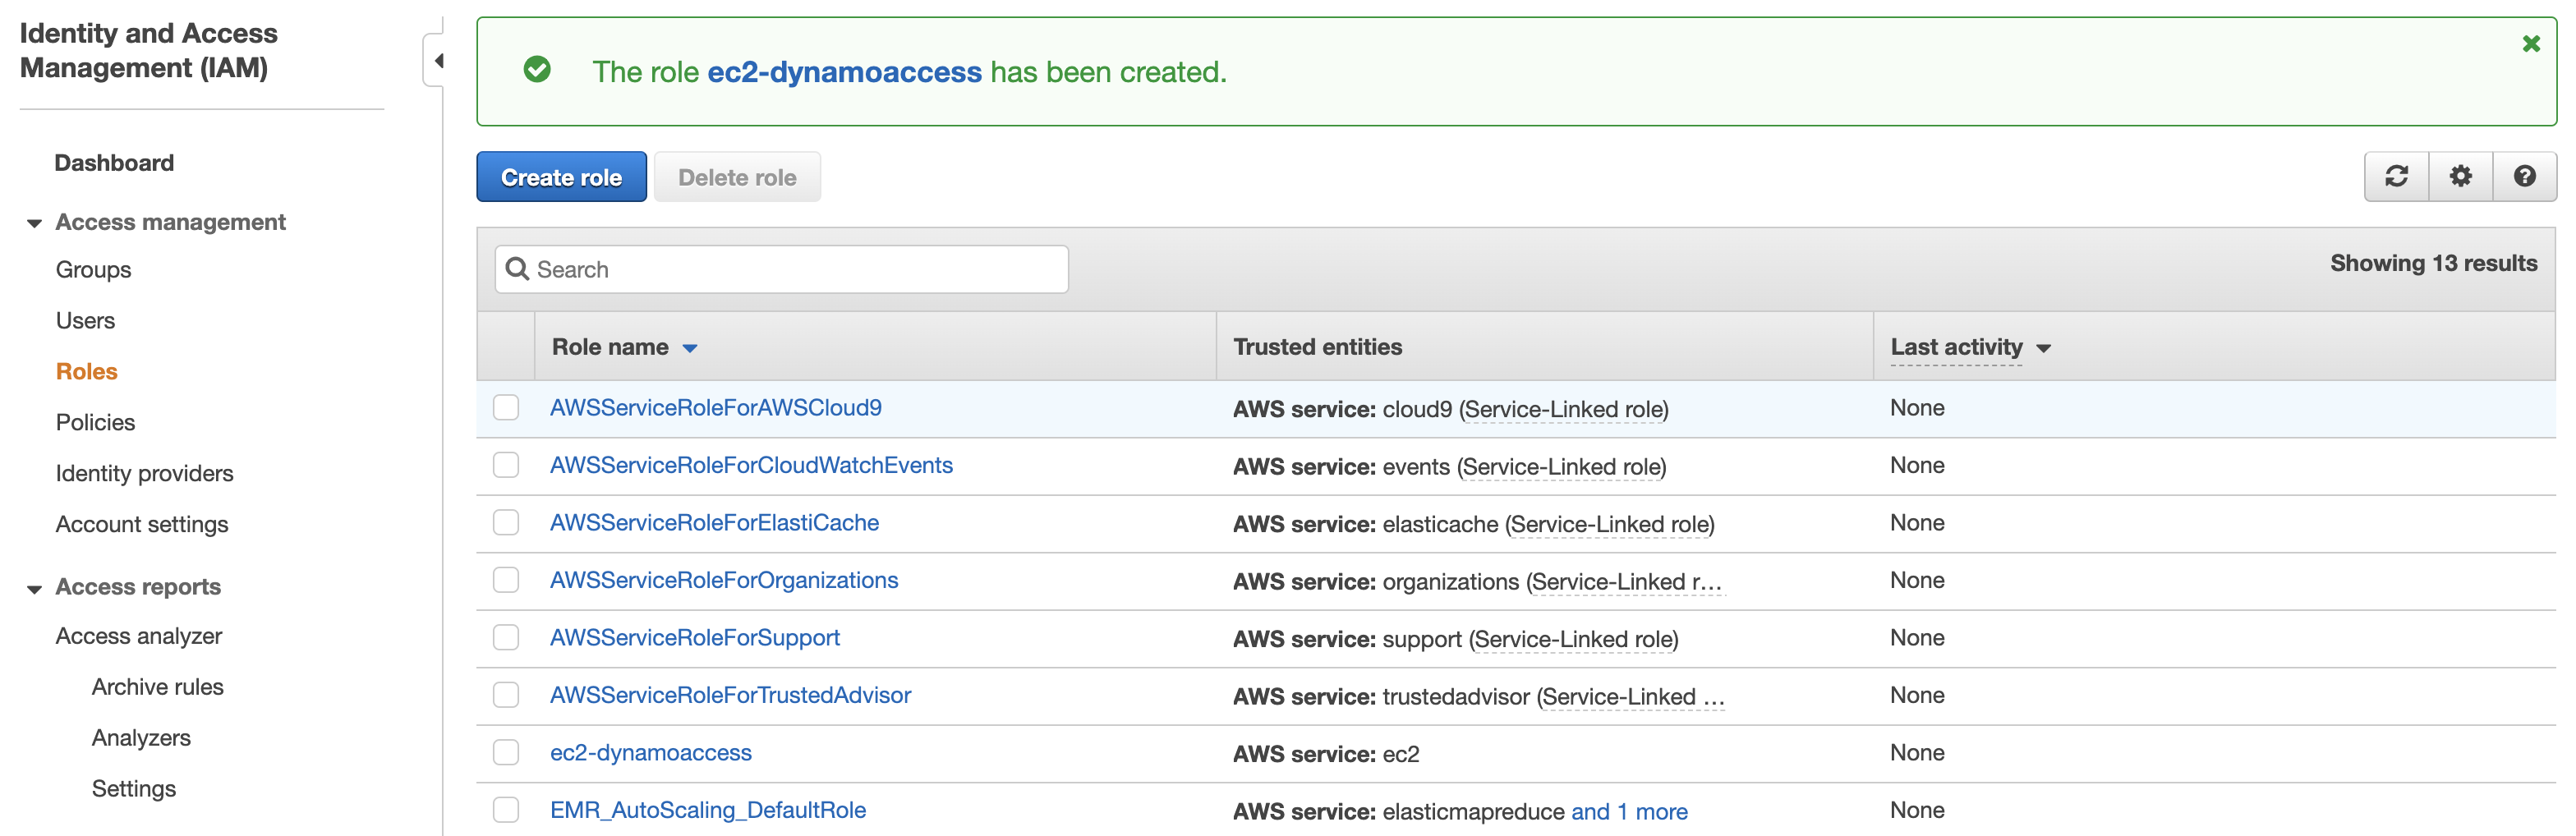 Identity and Access
Management (IAM)
Dashboard
Access management
Groups
Users
Roles
Policies
Identity providers
Account settings
Access reports
Access analyzer
Archive rules
Analyzers
Settings
The role ec2-dynamoaccess has been created.
Create role Delete role
Search
Showing 13 results
Role name Trusted entities Last activity
AWSServiceRoleForAWSCloud9 AWS service: cloud9 (Service-Linked role) None
AWSServiceRoleForCloudWatchEvents AWS service: events (Service-Linked role) None
AWSServiceRoleForElastiCache AWS service: elasticache (Service-Linked role) None
AWSServiceRoleForOrganizations AWS service: organizations (Service-Linked r… None
AWSServiceRoleForSupport AWS service: support (Service-Linked role) None
AWSServiceRoleForTrustedAdvisor AWS service: trustedadvisor (Service-Linked … None
ec2-dynamoaccess AWS service: ec2 None
EMR_AutoScaling_DefaultRole AWS service: elasticmapreduce and 1 more None